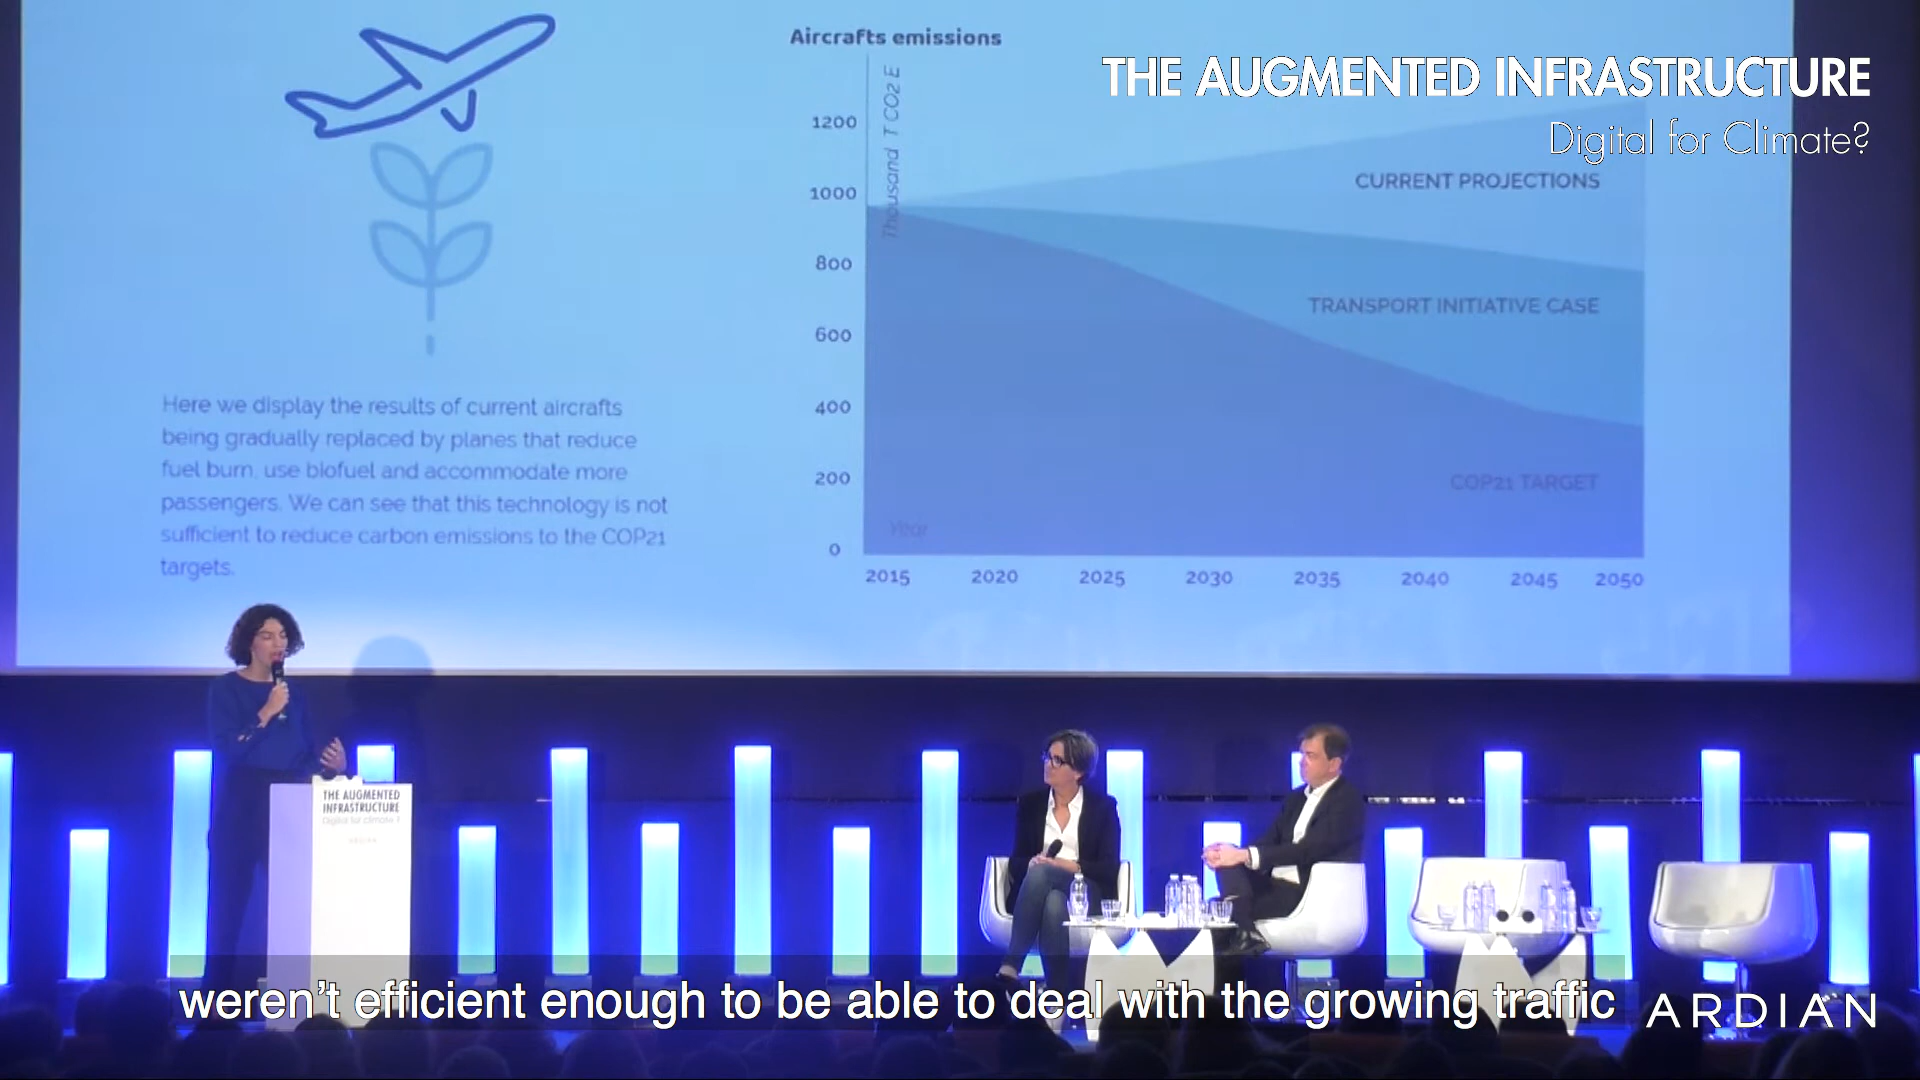 Aircrafts emissions
THE AUGMENTED INFRASTRUCTURE
Digital for Climate?
Thousand T CO2 E
1200
1000
800
600
400
200
0
CURRENT PROJECTIONS
TRANSPORT INITIATIVE CASE
COP21 TARGET
Year
2015 2020 2025 2030 2035 2040 2045 2050
Here we display the results of current aircrafts
being gradually replaced by planes that reduce
fuel burn, use biofuel and accommodate more
passengers. We can see that this technology is not
sufficient to reduce carbon emissions to the COP21
targets.
THE AUGMENTED
INFRASTRUCTURE
Digital for climate ?
ARDIAN
weren't efficient enough to be able to deal with the growing traffic
ARDIAN